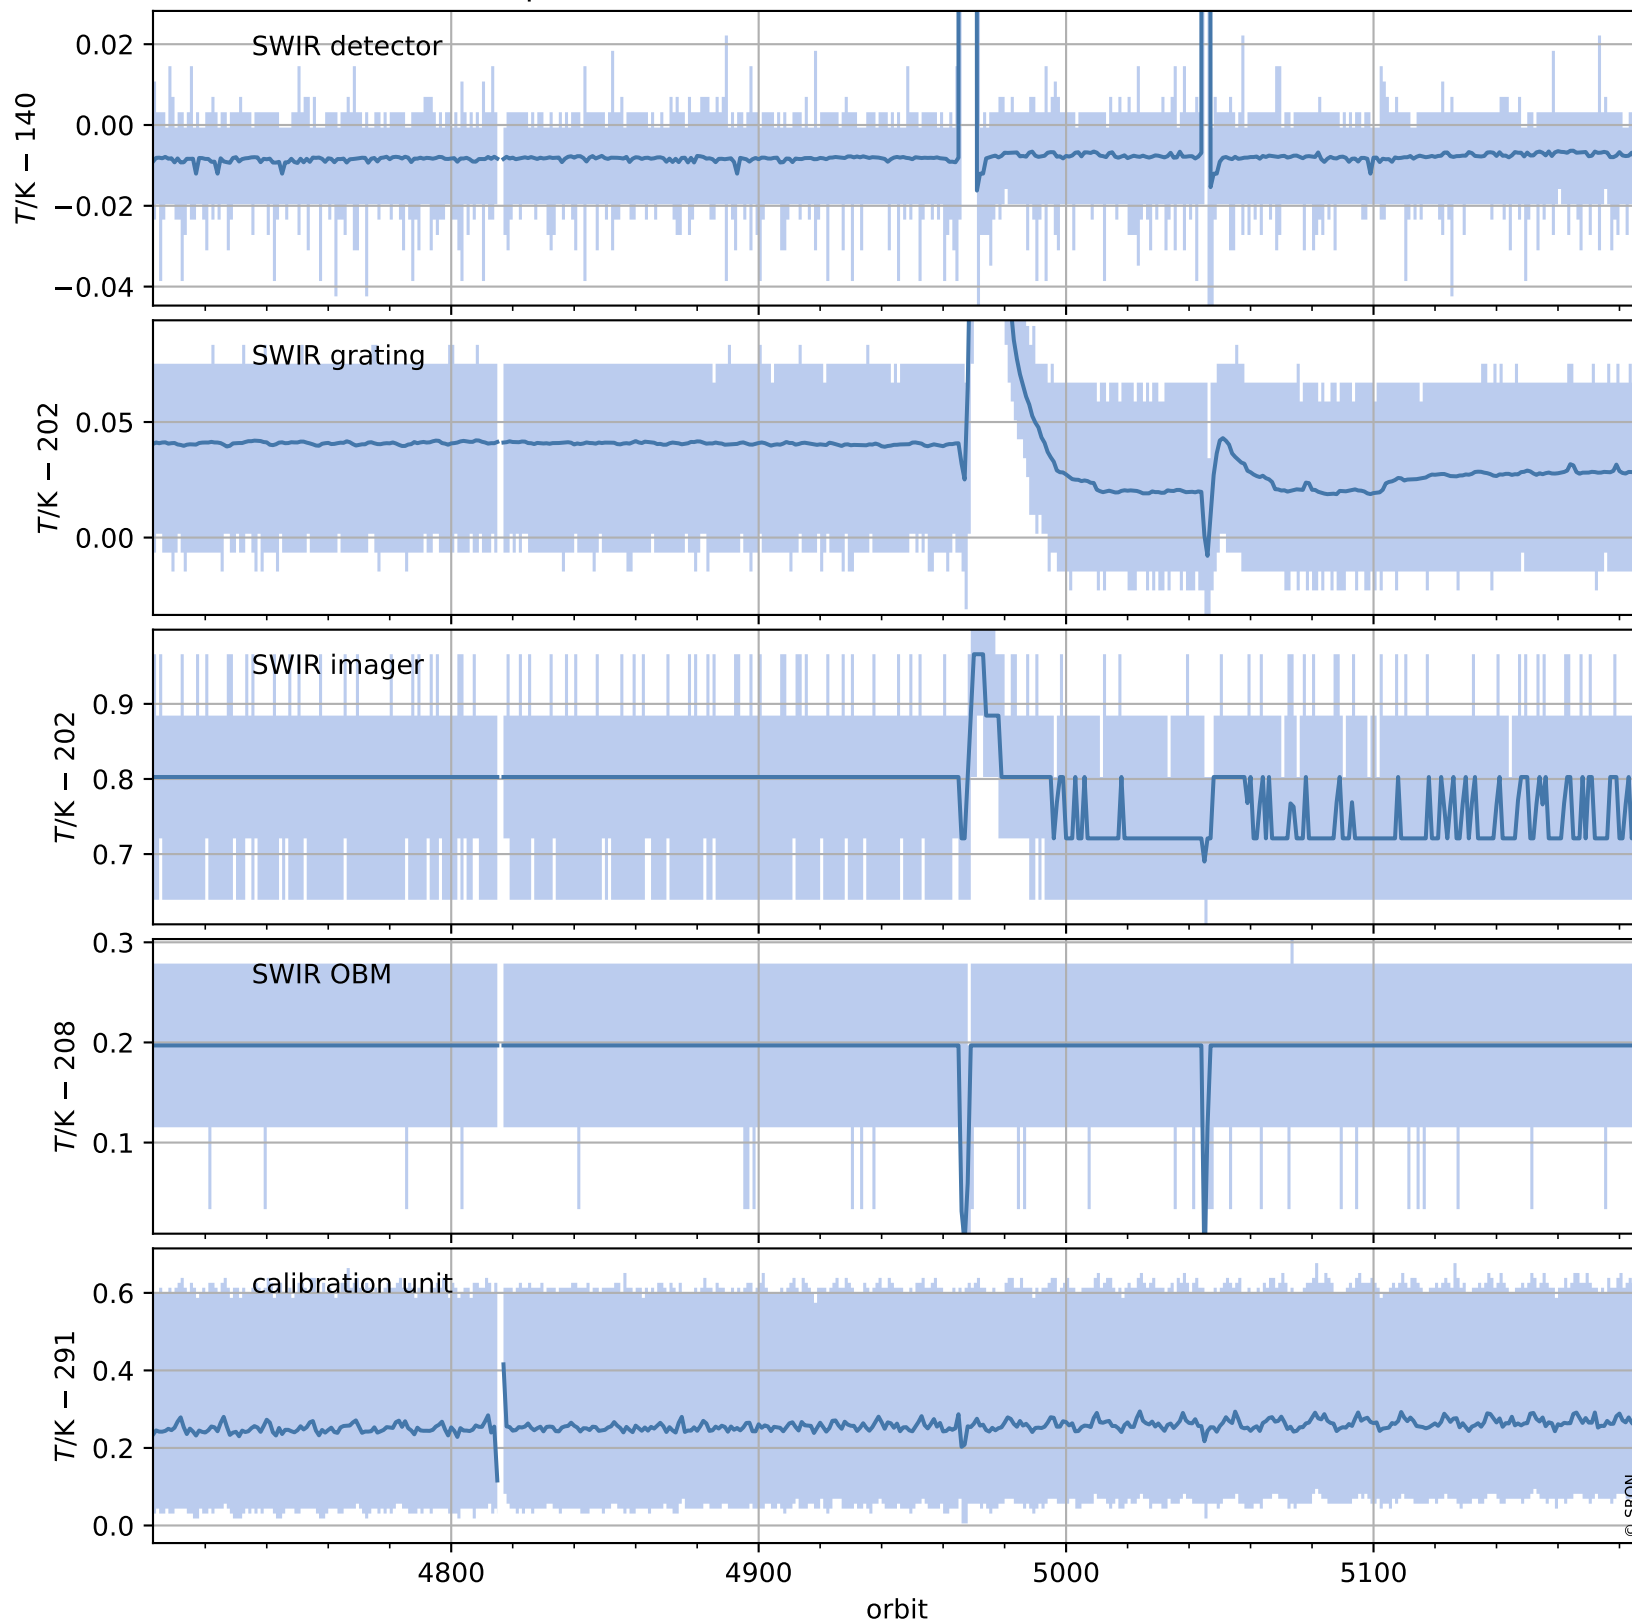 SWIR detector
T/K − 140
0.02
0.00
−0.02
−0.04
SWIR grating
T/K − 202
0.05
0.00
SWIR imager
T/K − 202
0.9
0.8
0.7
SWIR OBM
T/K − 208
0.3
0.2
0.1
calibration unit
T/K − 291
0.6
0.4
0.2
0.0
© SRON
4800 4900 5000 5100
orbit